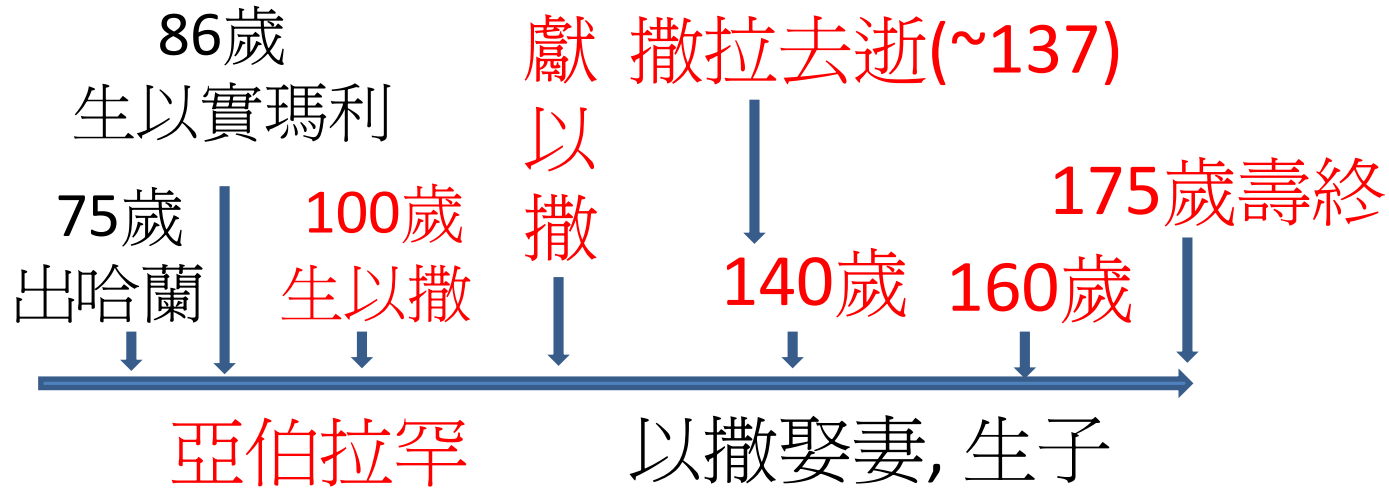 86歲
生以實瑪利
75歲
出哈蘭
100歲
生以撒
獻
以
撒
撒拉去逝(~137)
140歲
160歲
175歲壽終
亞伯拉罕
以撒娶妻, 生子